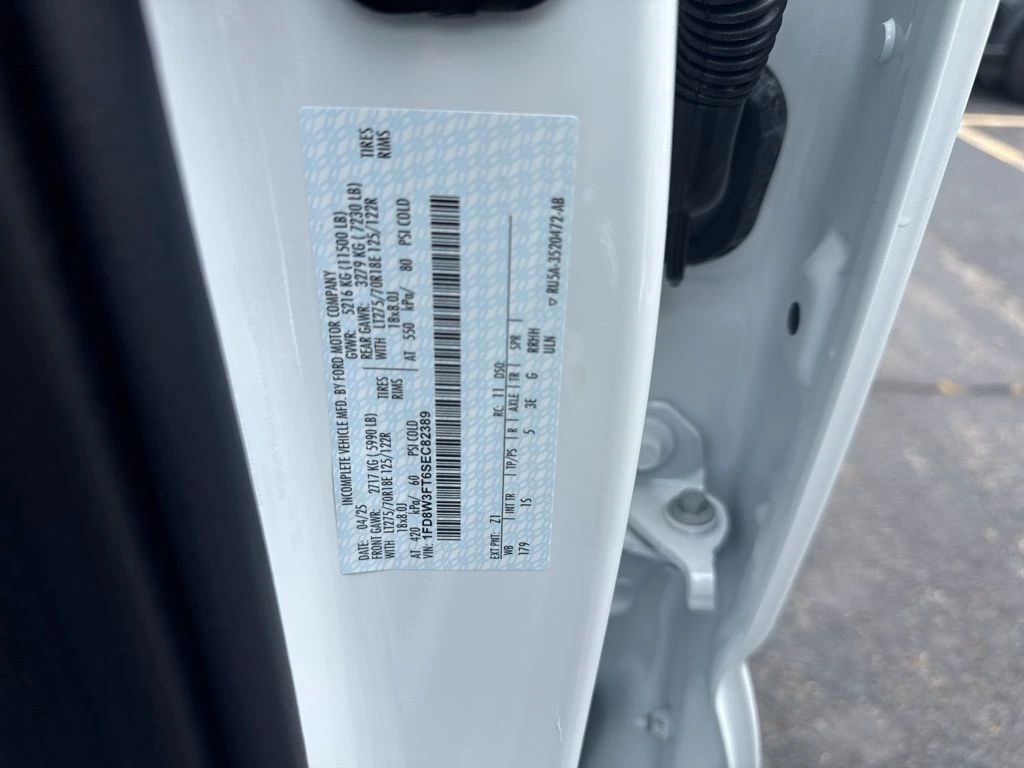 INCOMPLETE VEHICLE MFD. BY FORD MOTOR COMPANY
DATE: 04/25 GVWR: 5216 KG (11500 LB)
FRONT GAWR: 2717 KG (5990 LB) REAR GAWR: 3279 KG (7230 LB)
WITH LT275/70R18E 125/122R TIRES WITH LT275/70R18E 125/122R TIRES
18x8.0J RIMS 18x8.0J RIMS
AT 420 kPa/ 60 PSI COLD AT 550 kPa/ 80 PSI COLD
VIN: 1FD8W3FT6SEC82389
EXT PNT: Z1 RC: 11 DSO:
WB INT TR TP/PS R AXLE TR SPR
179 1S 5 3E G RRHH
ULN
▽ RU5A-3520472-AB